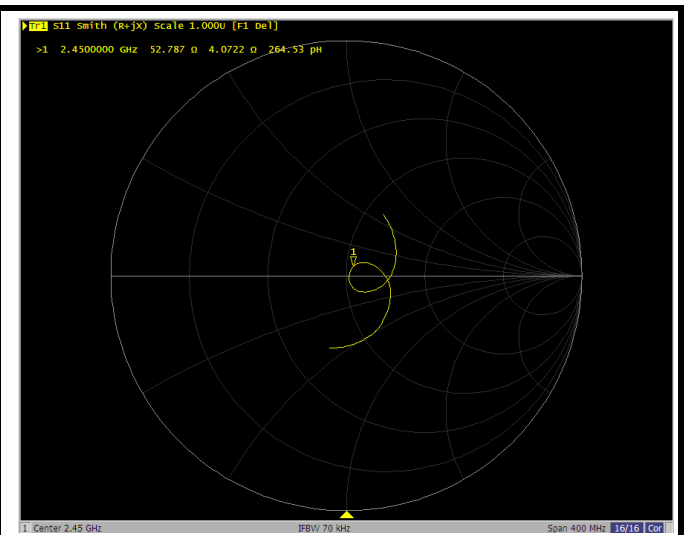 Tr1 S11 Smith (R+jX) Scale 1.000U [F1 Del]
>1 2.4500000 GHz 52.787 Ω 4.0722 Ω 264.53 pH
1
1 Center 2.45 GHz IFBW 70 kHz Span 400 MHz 16/16 Cor